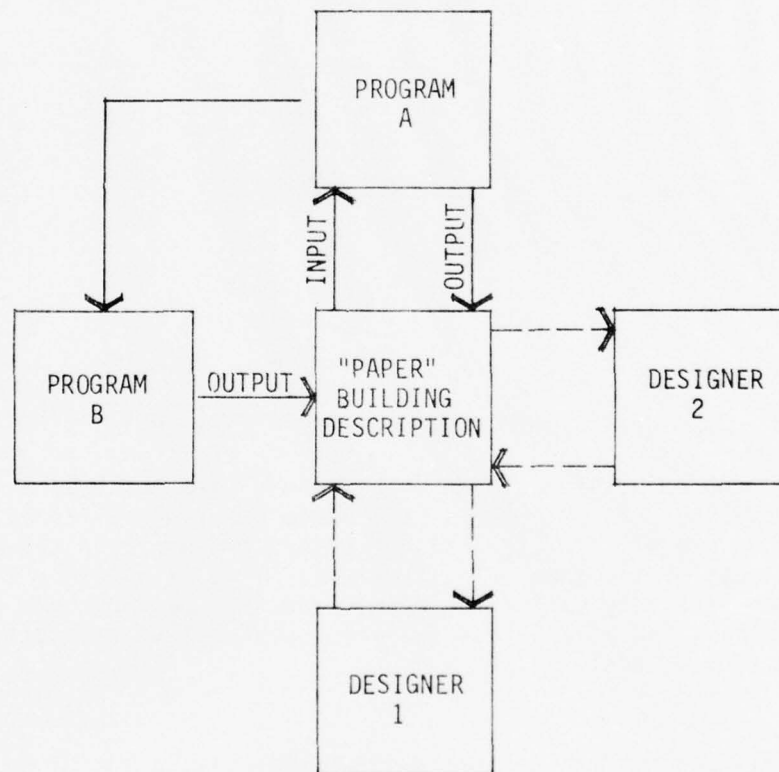 PROGRAM
A
INPUT
OUTPUT
PROGRAM
B
OUTPUT
"PAPER"
BUILDING
DESCRIPTION
DESIGNER
2
DESIGNER
1